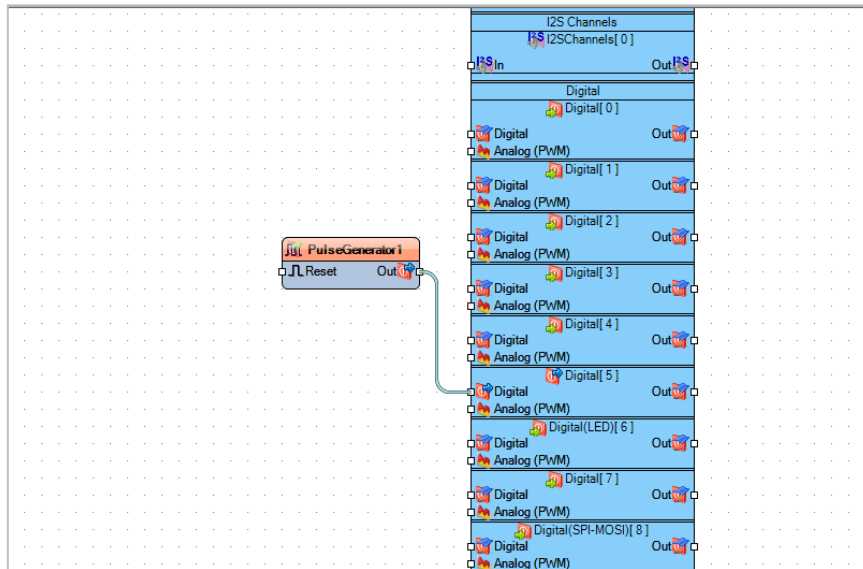 I2S Channels
I2S I2SChannels[ 0 ]
I2S In Out I2S
Digital
Digital[ 0 ]
Digital Out
Analog (PWM)
Digital[ 1 ]
Digital Out
Analog (PWM)
Digital[ 2 ]
Digital Out
Analog (PWM)
PulseGenerator1
Reset Out
Digital[ 3 ]
Digital Out
Analog (PWM)
Digital[ 4 ]
Digital Out
Analog (PWM)
Digital[ 5 ]
Digital Out
Analog (PWM)
Digital(LED)[ 6 ]
Digital Out
Analog (PWM)
Digital[ 7 ]
Digital Out
Analog (PWM)
Digital(SPI-MOSI)[ 8 ]
Digital Out
Analog (PWM)